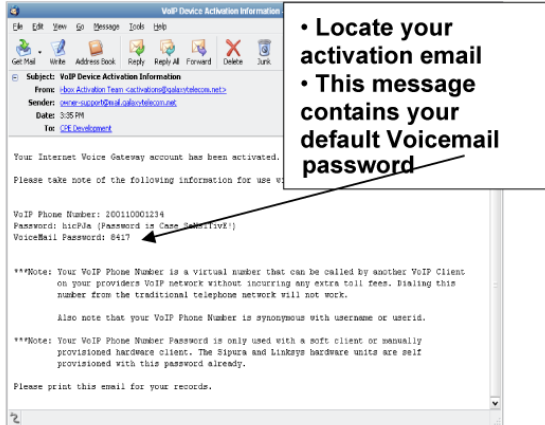 VoIP Device Activation Information
File Edit View Go Message Tools Help
Get Mail Write Address Book Reply Reply All Forward Delete Junk
Subject: VoIP Device Activation Information
From: i-box Activation Team <activations@galaxytelecom.net>
Sender: owner-support@mail.galaxytelecom.net
Date: 3:35 PM
To: CPE Development
• Locate your
activation email
• This message
contains your
default Voicemail
password
Your Internet Voice Gateway account has been activated.
Please take note of the following information for use
VoIP Phone Number: 200110001234
Password: hicPJa (Password is Case SeNsITivE!)
VoiceMail Password: 8417
***Note: Your VoIP Phone Number is a virtual number that can be called by another VoIP Client
on your providers VoIP network without incurring any extra toll fees. Dialing this
number from the traditional telephone network will not work.
Also note that your VoIP Phone Number is synonymous with username or userid.
***Note: Your VoIP Phone Number Password is only used with a soft client or manually
provisioned hardware client. The Sipura and Linksys hardware units are self
provisioned with this password already.
Please print this email for your records.